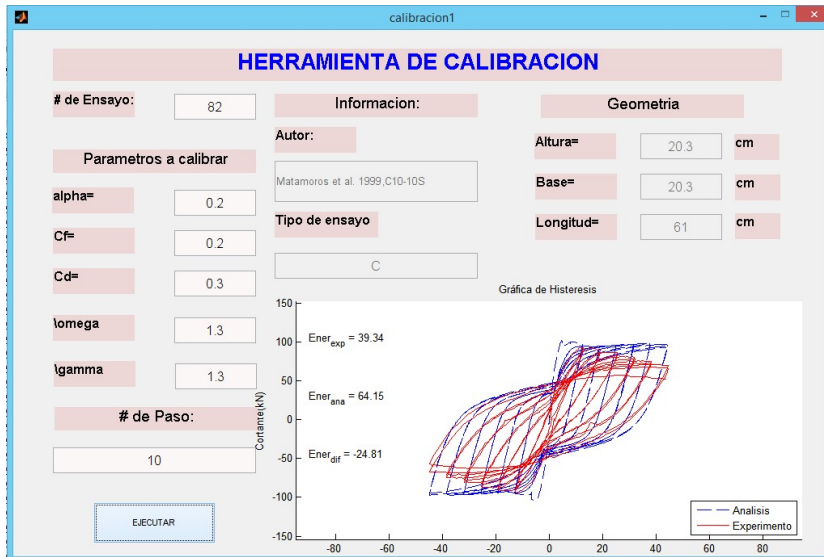 calibracion1
HERRAMIENTA DE CALIBRACION
# de Ensayo:
82
Parametros a calibrar
alpha=
0.2
Cf=
0.2
Cd=
0.3
\omega
1.3
\gamma
1.3
# de Paso:
10
EJECUTAR
Informacion:
Autor:
Matamoros et al. 1999,C10-10S
Tipo de ensayo
C
Geometria
Altura=
20.3
cm
Base=
20.3
cm
Longitud=
61
cm
Gráfica de Histeresis
Cortante(kN)
150
100
50
0
-50
-100
-150
Ener_exp = 39.34
Ener_ana = 64.15
Ener_dif = -24.81
-80
-60
-40
-20
0
20
40
60
80
Analisis
Experimento